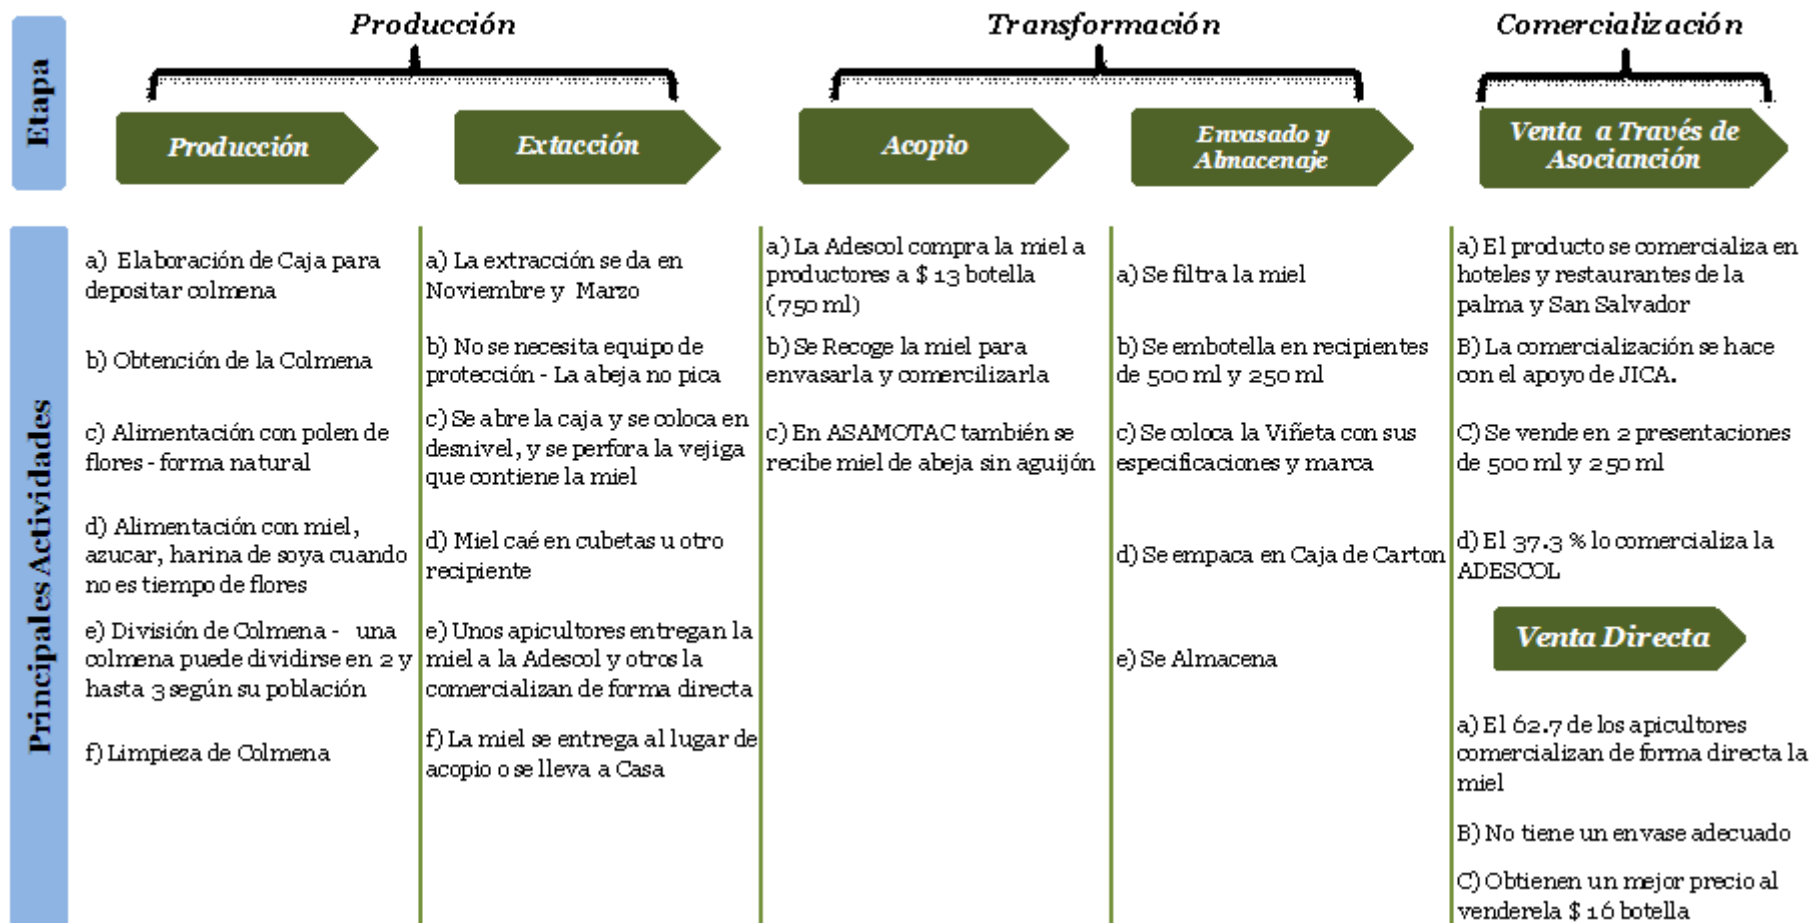 Producción
Transformación
Comercialización
Etapa
Producción
Extacción
Acopio
Envasado y
Almacenaje
Venta a Través de
Asocianción
Principales Actividades
a) Elaboración de Caja para
depositar colmena
b) Obtención de la Colmena
c) Alimentación con polen de
flores - forma natural
d) Alimentación con miel,
azucar, harina de soya cuando
no es tiempo de flores
e) División de Colmena - una
colmena puede dividirse en 2 y
hasta 3 según su población
f) Limpieza de Colmena
a) La extracción se da en
Noviembre y Marzo
b) No se necesita equipo de
protección - La abeja no pica
c) Se abre la caja y se coloca en
desnivel, y se perfora la vejiga
que contiene la miel
d) Miel caé en cubetas u otro
recipiente
e) Unos apicultores entregan la
miel a la Adescol y otros la
comercializan de forma directa
f) La miel se entrega al lugar de
acopio o se lleva a Casa
a) La Adescol compra la miel a
productores a $ 13 botella
(750 ml)
b) Se Recoge la miel para
envasarla y comercilizarla
c) En ASAMOTAC también se
recibe miel de abeja sin aguijón
a) Se filtra la miel
b) Se embotella en recipientes
de 500 ml y 250 ml
c) Se coloca la Viñeta con sus
especificaciones y marca
d) Se empaca en Caja de Carton
e) Se Almacena
a) El producto se comercializa en
hoteles y restaurantes de la
palma y San Salvador
B) La comercialización se hace
con el apoyo de JICA.
C) Se vende en 2 presentaciones
de 500 ml y 250 ml
d) El 37.3 % lo comercializa la
ADESCOL
Venta Directa
a) El 62.7 de los apicultores
comercializan de forma directa la
miel
B) No tiene un envase adecuado
C) Obtienen un mejor precio al
venderela $ 16 botella